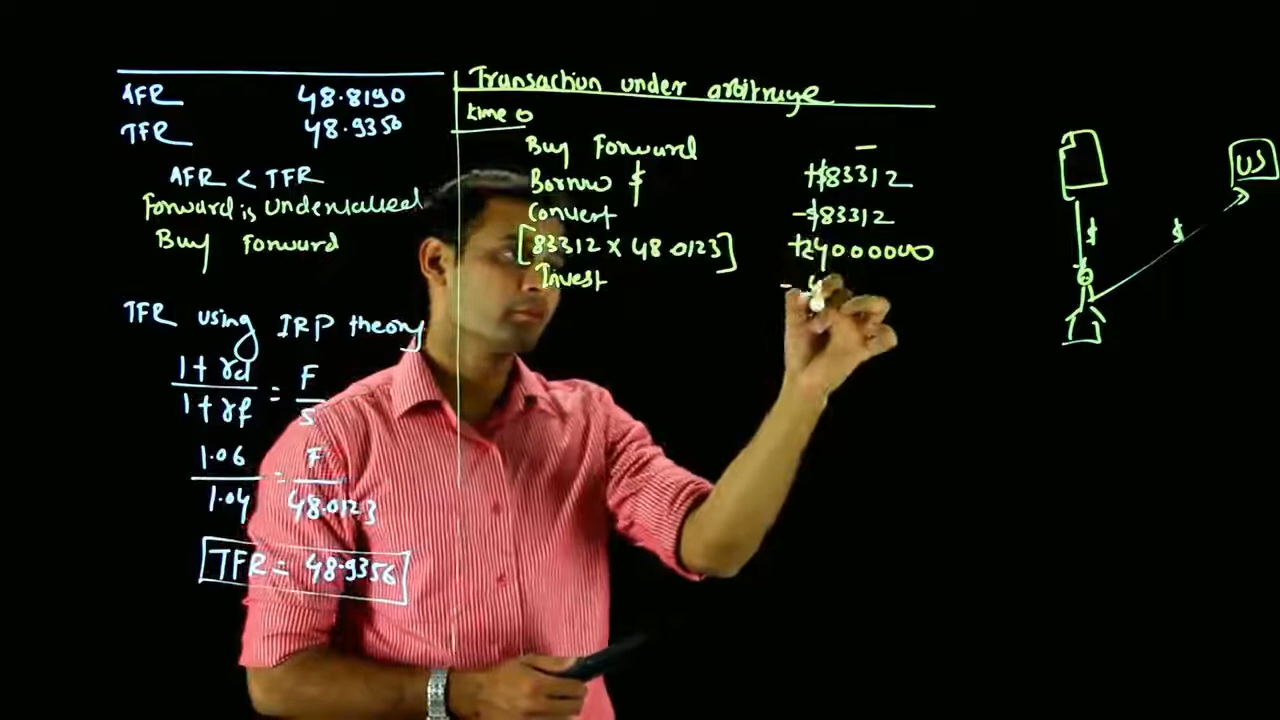 AFR 48.8190
TFR 48.9356
AFR < TFR
Forward is undervalued
Buy Forward
TFR using IRP theory
1 + rd / 1 + rf = F / S
1.06 / 1.04 = F / 48.0123
TFR = 48.9356
Transaction under arbitrage
time 0
Buy Forward –
Borrow $ +$83312
Convert -$83312
[83312 x 48.0123] +4000000
Invest -
$
$
US